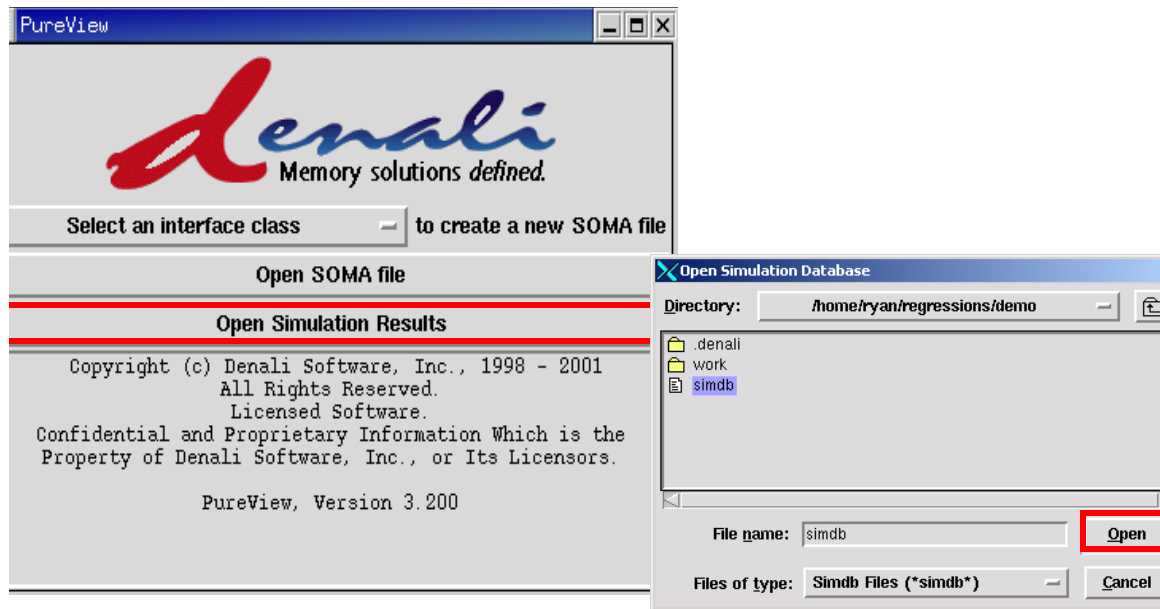 PureView
denali
Memory solutions defined.
Select an interface class to create a new SOMA file
Open SOMA file
Open Simulation Results
Copyright (c) Denali Software, Inc., 1998 - 2001
All Rights Reserved.
Licensed Software.
Confidential and Proprietary Information Which is the
Property of Denali Software, Inc., or Its Licensors.
PureView, Version 3.200
Open Simulation Database
Directory: /home/ryan/regressions/demo
.denali
work
simdb
File name: simdb Open
Files of type: Simdb Files (*simdb*) Cancel